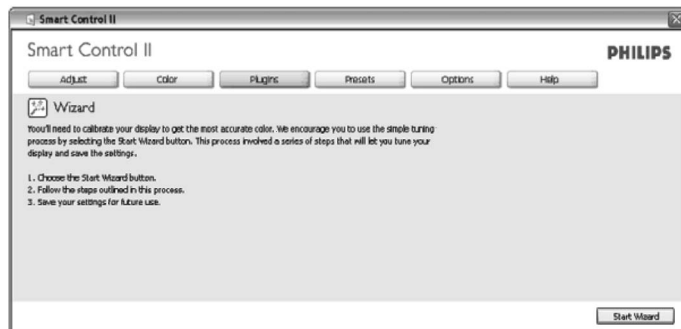 Smart Control II
Smart Control II
PHILIPS
Adjust Color Plugins Presets Options Help
Wizard
Yoou'll need to calibrate your display to get the most accurate color. We encourage you to use the simple tuning
process by selecting the Start Wizard button. This process involved a series of steps that will let you tune your
display and save the settings.
1. Choose the Start Wizard button.
2. Follow the steps outlined in this process.
3. Save your settings for future use.
Start Wizard